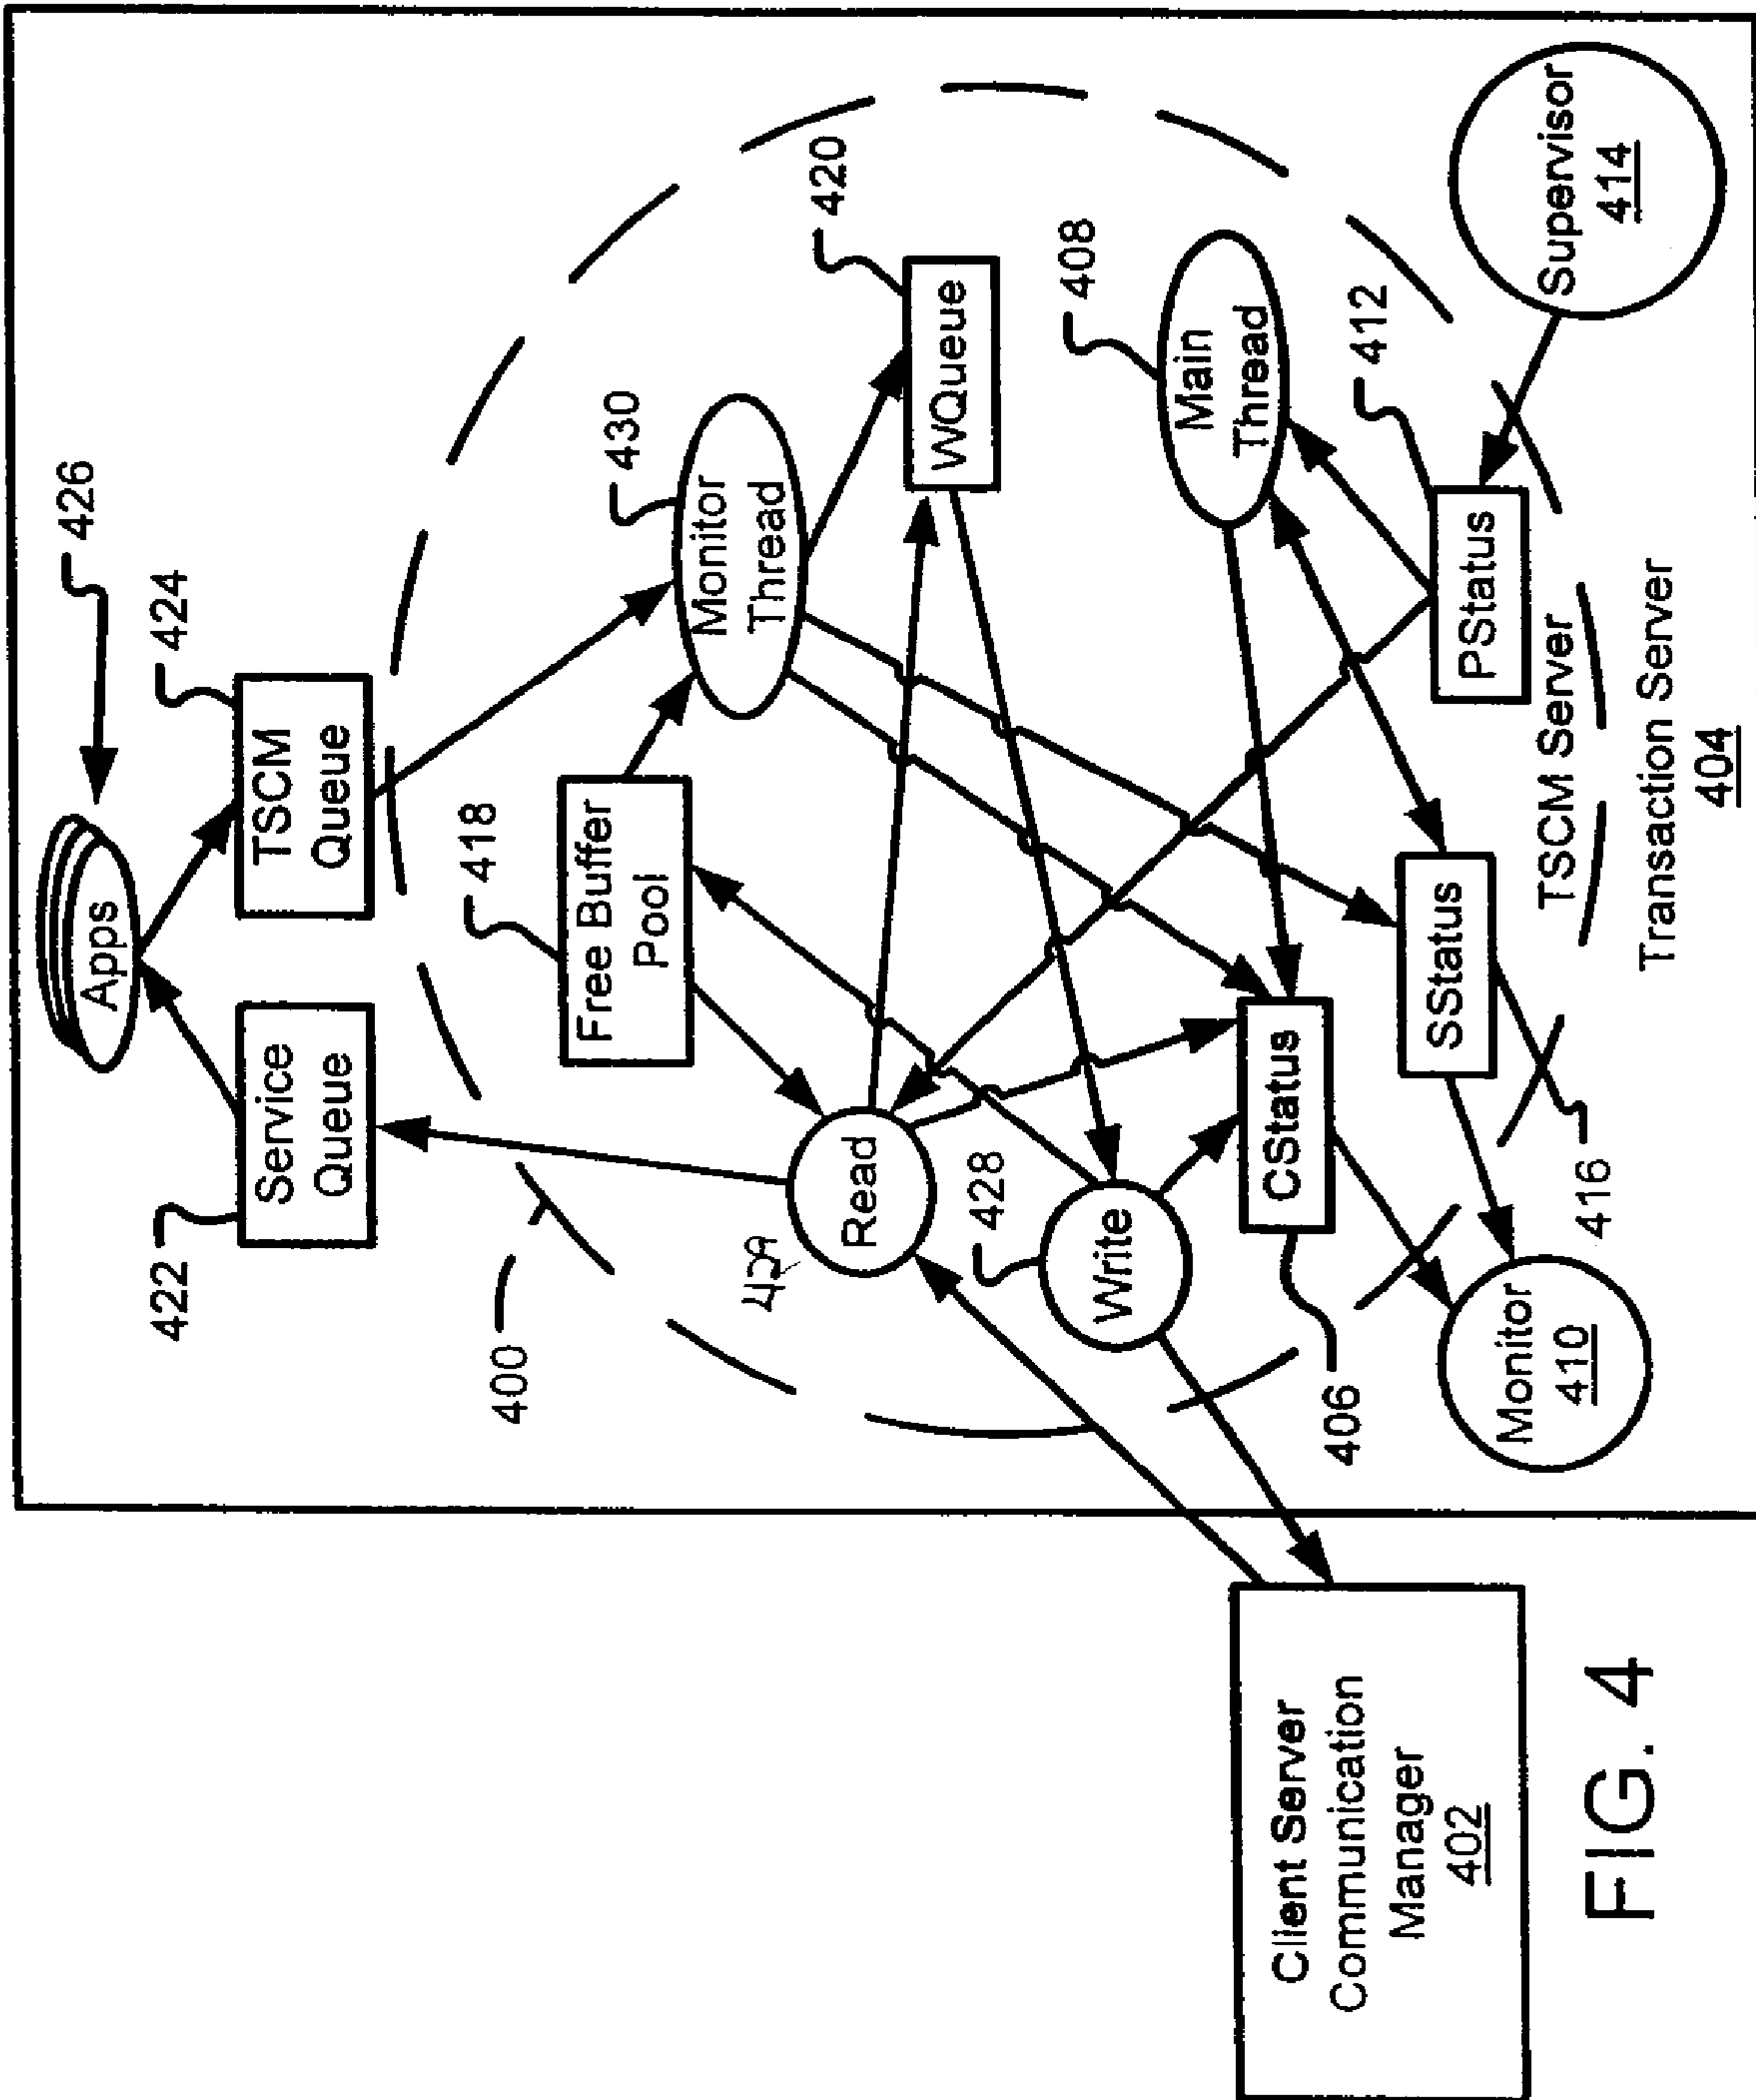 426
Apps
424
TSCM
Queue
422
Service
Queue
430
Monitor
Thread
418
Free Buffer
Pool
420
WQueue
400
429
Read
428
Write
408
Main
Thread
406
CStatus
412
PStatus
SStatus
416
Monitor
410
Supervisor
414
TSCM Server
Transaction Server
404
Client Server
Communication
Manager
402
FIG. 4